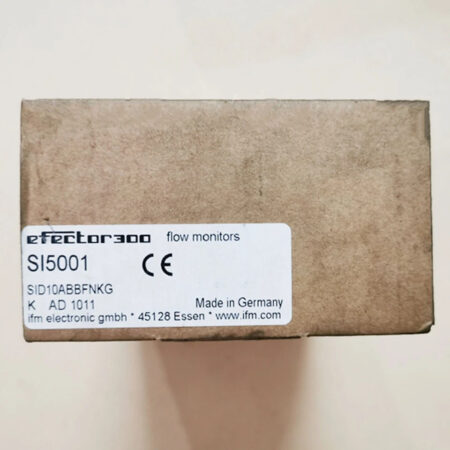 efector300 flow monitors
SI5001 CE
SID10ABBFNKG
K AD 1011 Made in Germany
ifm electronic gmbh * 45128 Essen * www.ifm.com